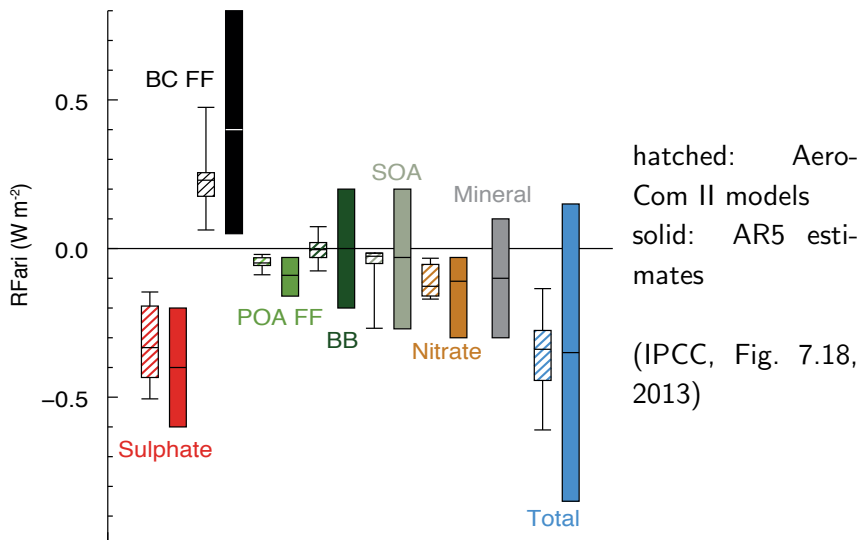 BC FF
0.5
SOA
Mineral
0.0
RFari (W m⁻²)
POA FF
BB
Nitrate
−0.5
Sulphate
Total
hatched: Aero-
Com II models
solid: AR5 esti-
mates
(IPCC, Fig. 7.18,
2013)